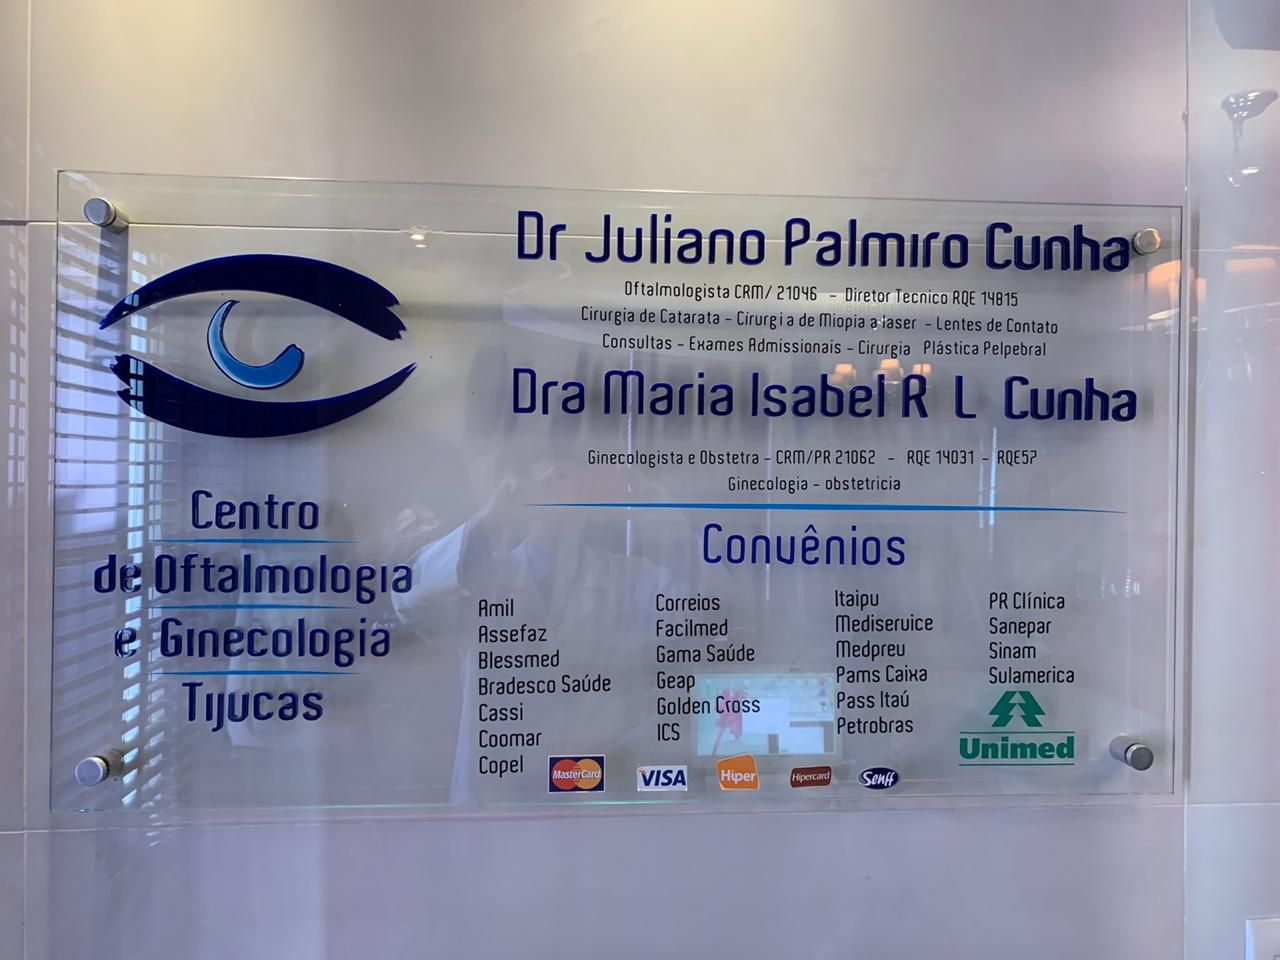 Dr Juliano Palmiro Cunha
Oftalmologista CRM/ 21046 - Diretor Tecnico RQE 14815
Cirurgia de Catarata - Cirurgi a de Miopia a laser - Lentes de Contato
Consultas - Exames Admissionais - Cirurgia Plástica Pelpebral
Dra Maria Isabel R L Cunha
Ginecologista e Obstetra - CRM/PR 21062 - RQE 14031 - RQE57
Ginecologia - obstetricia
Centro
de Oftalmologia
e Ginecologia
Tijucas
Convênios
Amil
Assefaz
Blessmed
Bradesco Saúde
Cassi
Coomar
Copel
Correios
Facilmed
Gama Saúde
Geap
Golden Cross
ICS
Itaipu
Mediservice
Medprev
Pams Caixa
Pass Itaú
Petrobras
PR Clínica
Sanepar
Sinam
Sulamerica
Unimed
MasterCard
VISA
Hiper
Hipercard
Senff